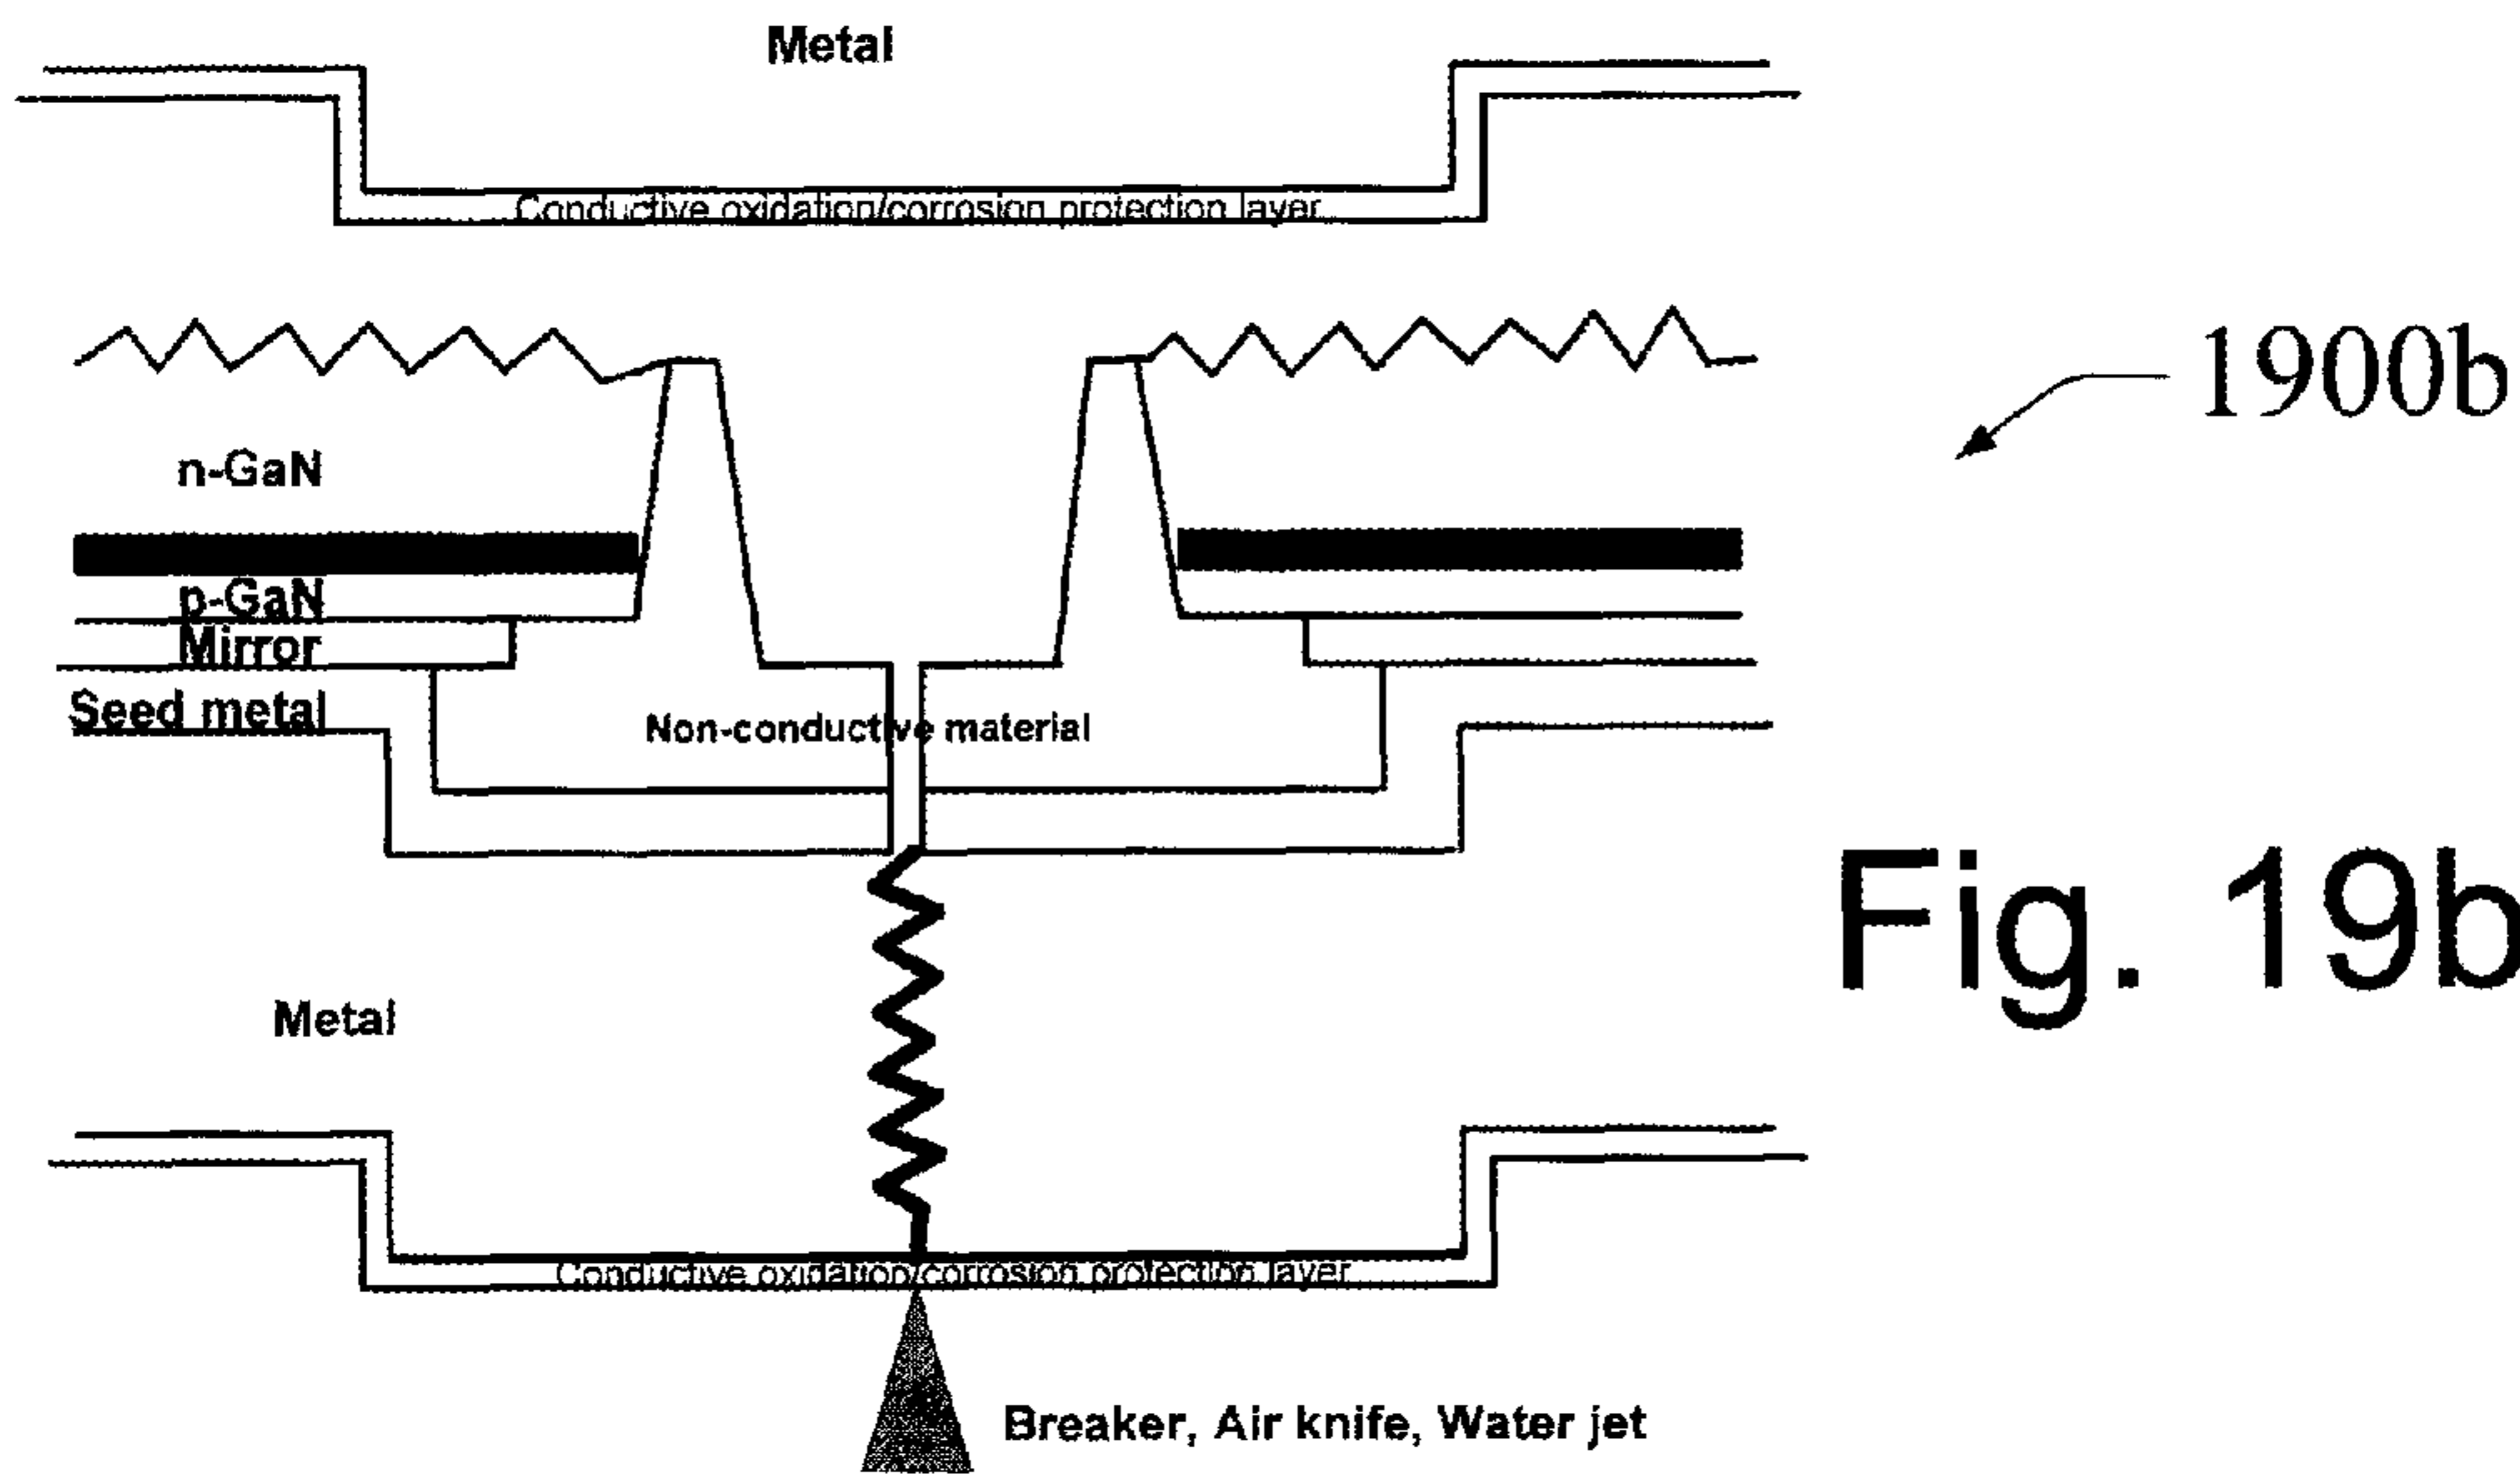 Metal
Conductive oxidation/corrosion protection layer
1900b
n-GaN
p-GaN
Mirror
Seed metal
Non-conductive material
Fig. 19b
Metal
Conductive oxidation/corrosion protection layer
Breaker, Air knife, Water jet